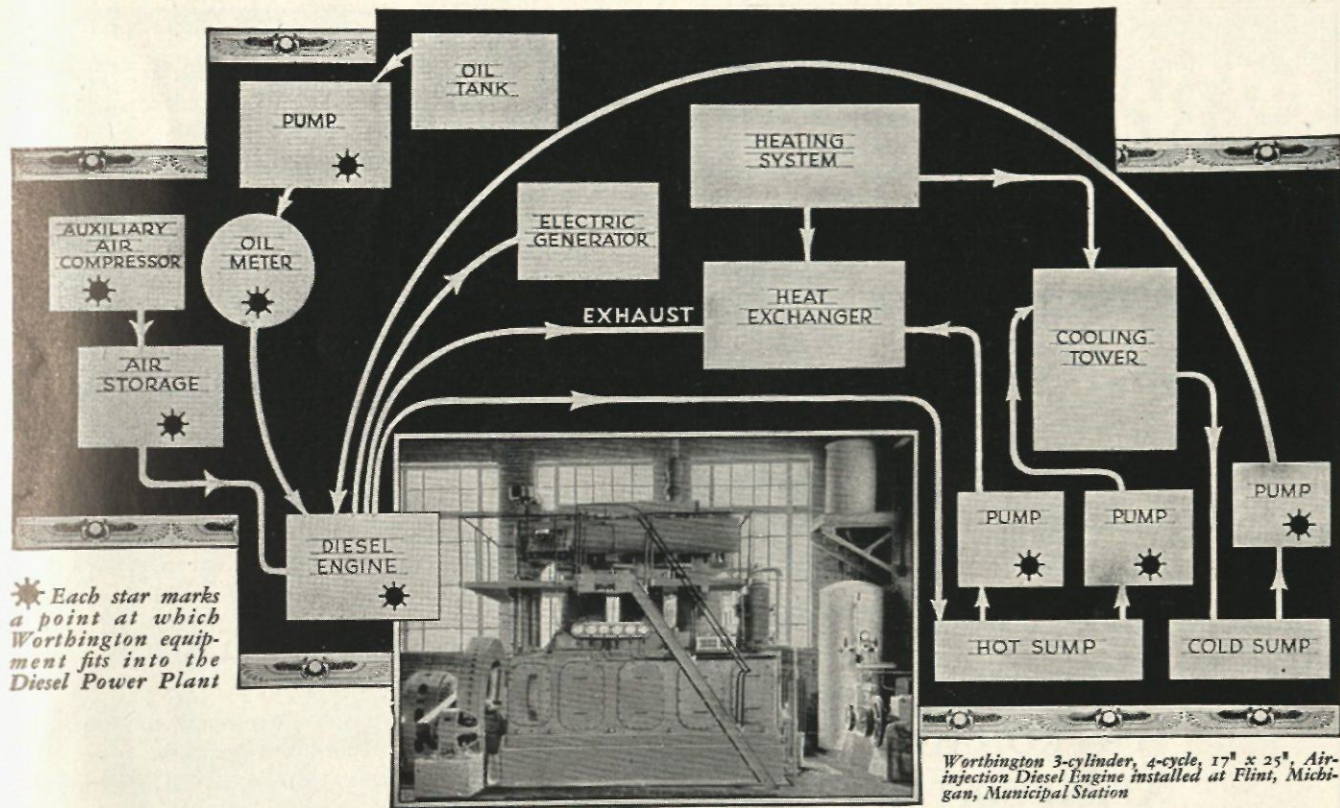 OIL
TANK
PUMP
HEATING
SYSTEM
AUXILIARY
AIR
COMPRESSOR
OIL
METER
ELECTRIC
GENERATOR
HEAT
EXCHANGER
EXHAUST
COOLING
TOWER
AIR
STORAGE
PUMP
PUMP
PUMP
DIESEL
ENGINE
HOT SUMP
COLD SUMP
Each star marks
a point at which
Worthington equip-
ment fits into the
Diesel Power Plant
Worthington 3-cylinder, 4-cycle, 17" x 25", Air-
injection Diesel Engine installed at Flint, Michi-
gan, Municipal Station